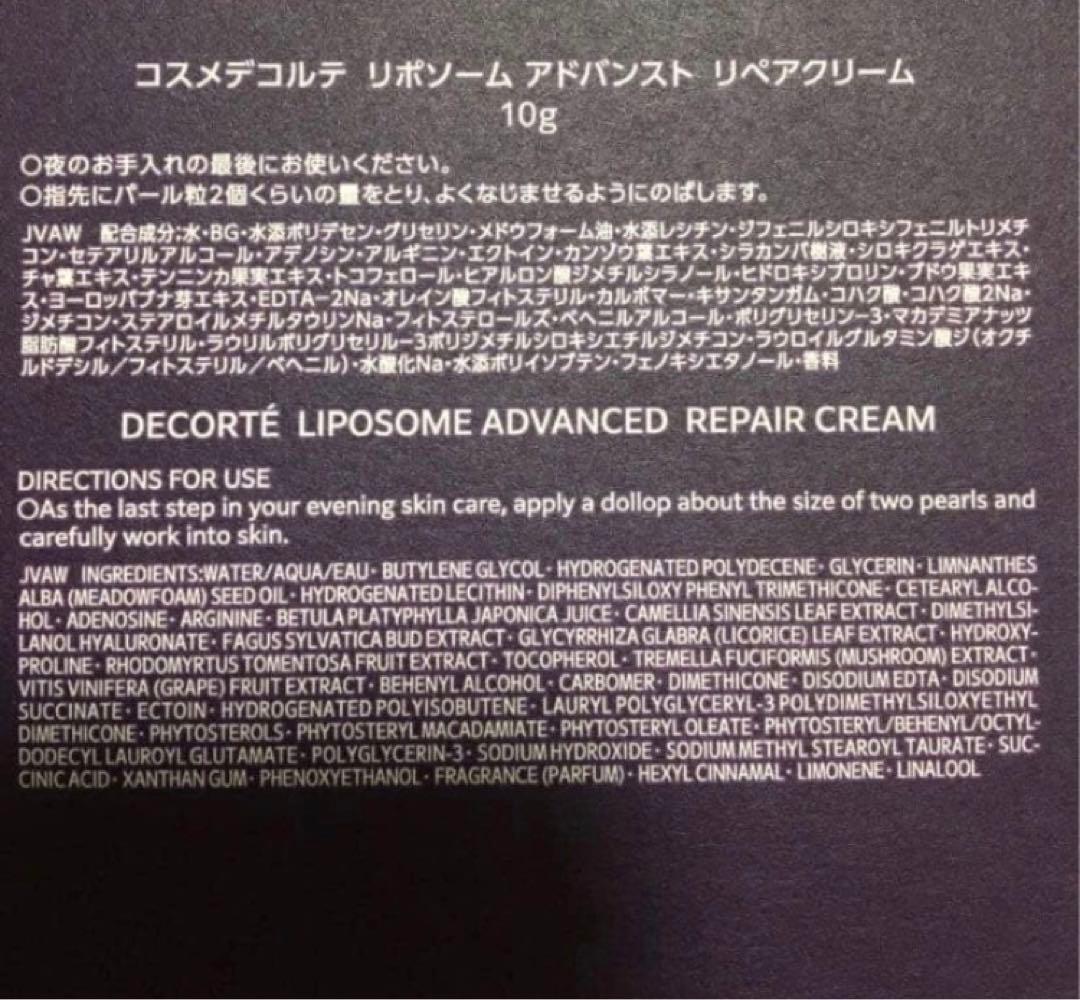 コスメデコルテ リポソーム アドバンスト リペアクリーム
10g
○夜のお手入れの最後にお使いください。
○指先にパール粒2個くらいの量をとり、よくなじませるようにのばします。
JVAW 配合成分:水・BG・水添ポリデセン・グリセリン・メドウフォーム油・水添レシチン・ジフェニルシロキシフェニルトリメチ
コン・セテアリルアルコール・アデノシン・アルギニン・エクトイン・カンゾウ葉エキス・シラカンバ樹液・シロキクラゲエキス・
チャ葉エキス・テンニンカ果実エキス・トコフェロール・ヒアルロン酸ジメチルシラノール・ヒドロキシプロリン・ブドウ果実エキ
ス・ヨーロッパブナ芽エキス・EDTA-2Na・オレイン酸フィトステリル・カルボマー・キサンタンガム・コハク酸・コハク酸2Na・
ジメチコン・ステアロイルメチルタウリンNa・フィトステロールズ・ベヘニルアルコール・ポリグリセリン-3・マカデミアナッツ
脂肪酸フィトステリル・ラウリルポリグリセリル-3ポリジメチルシロキシエチルジメチコン・ラウロイルグルタミン酸ジ(オクチ
ルドデシル/フィトステリル/ベヘニル)・水酸化Na・水添ポリイソブテン・フェノキシエタノール・香料
DECORTÉ LIPOSOME ADVANCED REPAIR CREAM
DIRECTIONS FOR USE
○As the last step in your evening skin care, apply a dollop about the size of two pearls and
carefully work into skin.
JVAW INGREDIENTS:WATER/AQUA/EAU・BUTYLENE GLYCOL・HYDROGENATED POLYDECENE・GLYCERIN・LIMNANTHES
ALBA (MEADOWFOAM) SEED OIL・HYDROGENATED LECITHIN・DIPHENYLSILOXY PHENYL TRIMETHICONE・CETEARYL ALCO-
HOL・ADENOSINE・ARGININE・BETULA PLATYPHYLLA JAPONICA JUICE・CAMELLIA SINENSIS LEAF EXTRACT・DIMETHYLSI-
LANOL HYALURONATE・FAGUS SYLVATICA BUD EXTRACT・GLYCYRRHIZA GLABRA (LICORICE) LEAF EXTRACT・HYDROXY-
PROLINE・RHODOMYRTUS TOMENTOSA FRUIT EXTRACT・TOCOPHEROL・TREMELLA FUCIFORMIS (MUSHROOM) EXTRACT・
VITIS VINIFERA (GRAPE) FRUIT EXTRACT・BEHENYL ALCOHOL・CARBOMER・DIMETHICONE・DISODIUM EDTA・DISODIUM
SUCCINATE・ECTOIN・HYDROGENATED POLYISOBUTENE・LAURYL POLYGLYCERYL-3 POLYDIMETHYLSILOXYETHYL
DIMETHICONE・PHYTOSTEROLS・PHYTOSTERYL MACADAMIATE・PHYTOSTERYL OLEATE・PHYTOSTERYL/BEHENYL/OCTYL-
DODECYL LAUROYL GLUTAMATE・POLYGLYCERIN-3・SODIUM HYDROXIDE・SODIUM METHYL STEAROYL TAURATE・SUC-
CINIC ACID・XANTHAN GUM・PHENOXYETHANOL・FRAGRANCE (PARFUM)・HEXYL CINNAMAL・LIMONENE・LINALOOL